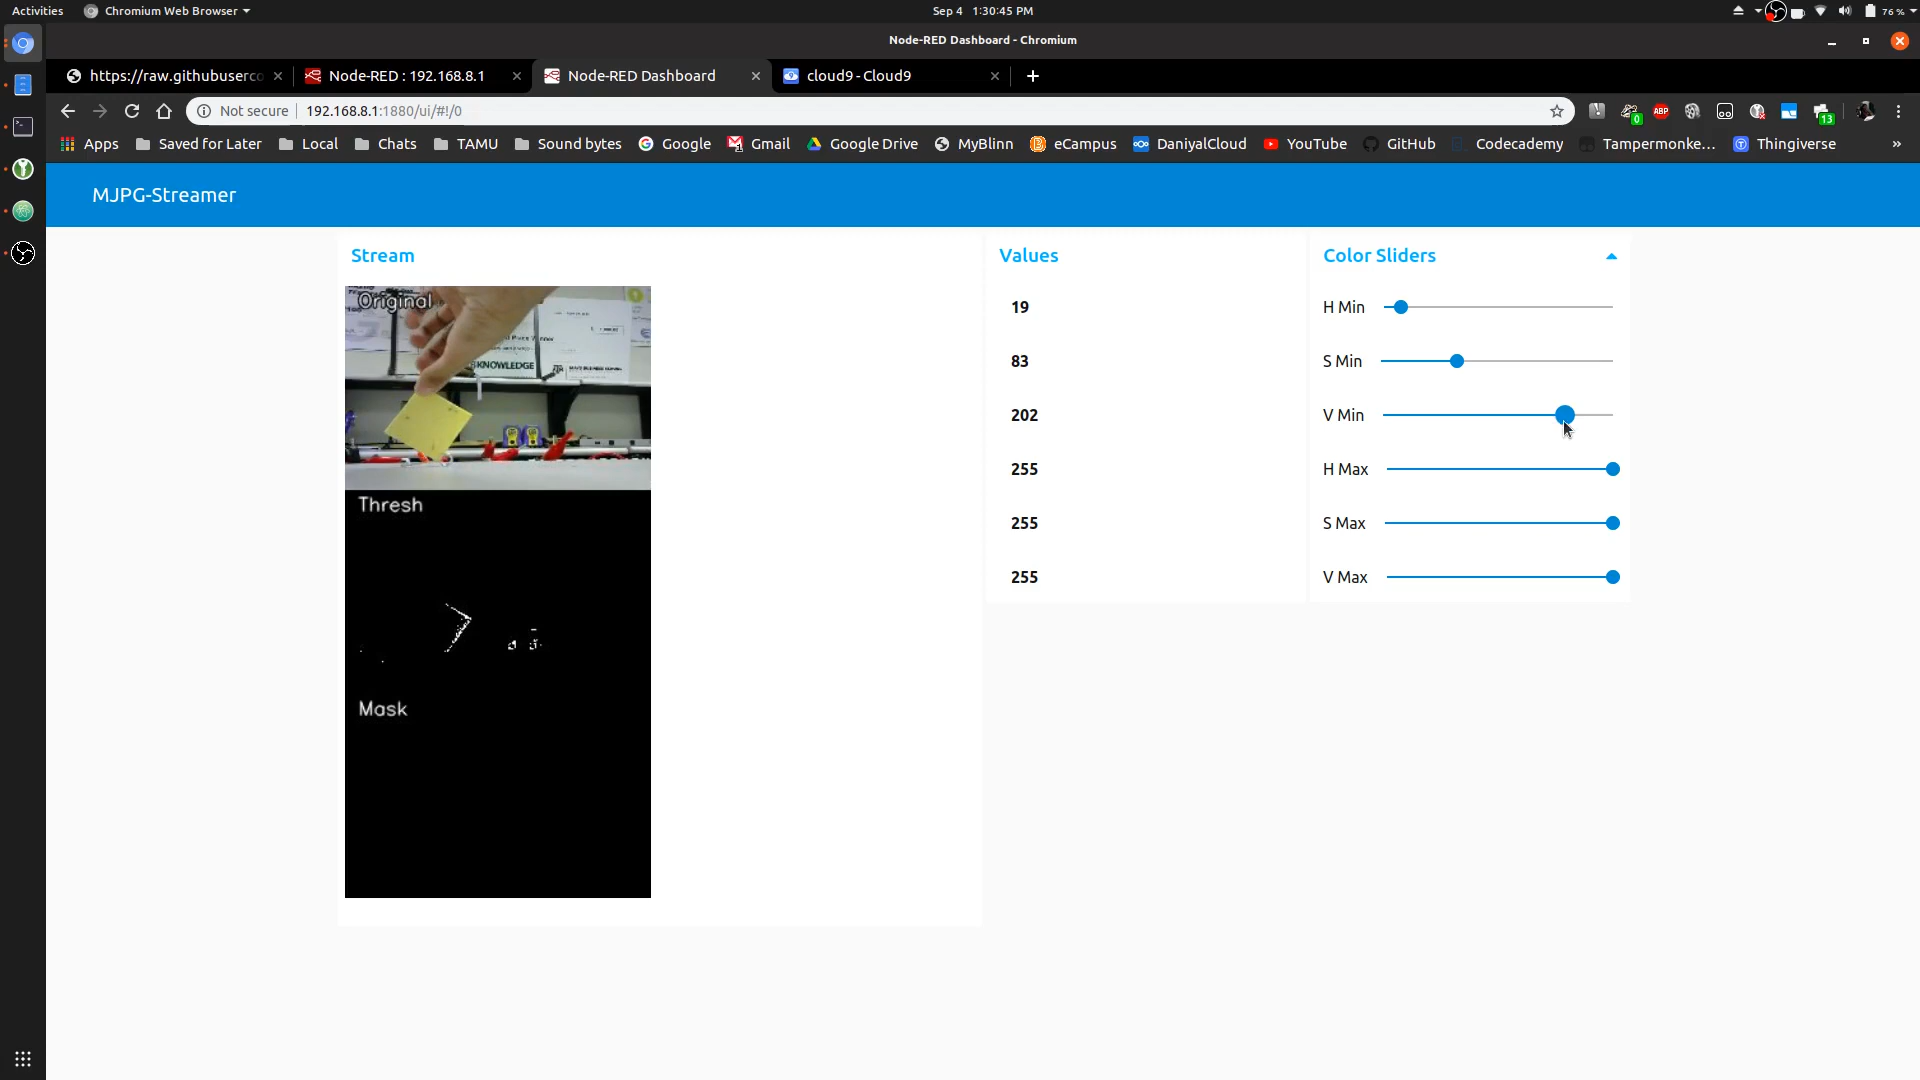 Activities
Chromium Web Browser
Sep 4 1:30:45 PM
76 %
Node-RED Dashboard - Chromium
https://raw.githubuserco
Node-RED : 192.168.8.1
Node-RED Dashboard
cloud9 - Cloud9
Not secure
192.168.8.1:1880/ui/#!/0
0
ABP
13
Apps
Saved for Later
Local
Chats
TAMU
Sound bytes
Google
Gmail
Google Drive
MyBlinn
eCampus
DaniyalCloud
YouTube
GitHub
Codecademy
Tampermonke...
Thingiverse
»
MJPG-Streamer
Stream
Values
Color Sliders
Original
KNOWLEDGE
Thresh
Mask
19
H Min
83
S Min
202
V Min
255
H Max
255
S Max
255
V Max